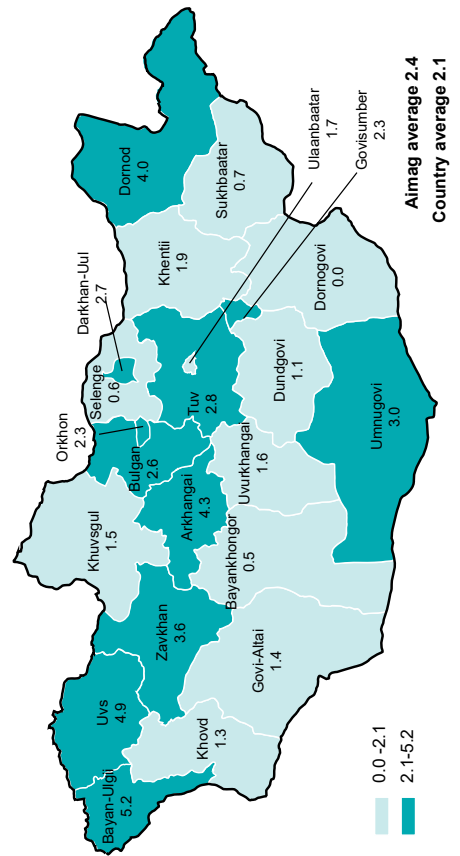 Bayan-Ulgii
5.2
Uvs
4.9
Khovd
1.3
Zavkhan
3.6
Govi-Altai
1.4
Khuvsgul
1.5
Arkhangai
4.3
Bayankhongor
0.5
Orkhon
2.3
Bulgan
2.6
Uvurkhangai
1.6
Selenge
0.6
Darkhan-Uul
2.7
Tuv
2.8
Dundgovi
1.1
Umnugovi
3.0
Khentii
1.9
Dornod
4.0
Sukhbaatar
0.7
Dornogovi
0.0
Ulaanbaatar
1.7
Govisumber
2.3
0.0 -2.1
2.1-5.2
Aimag average 2.4
Country average 2.1